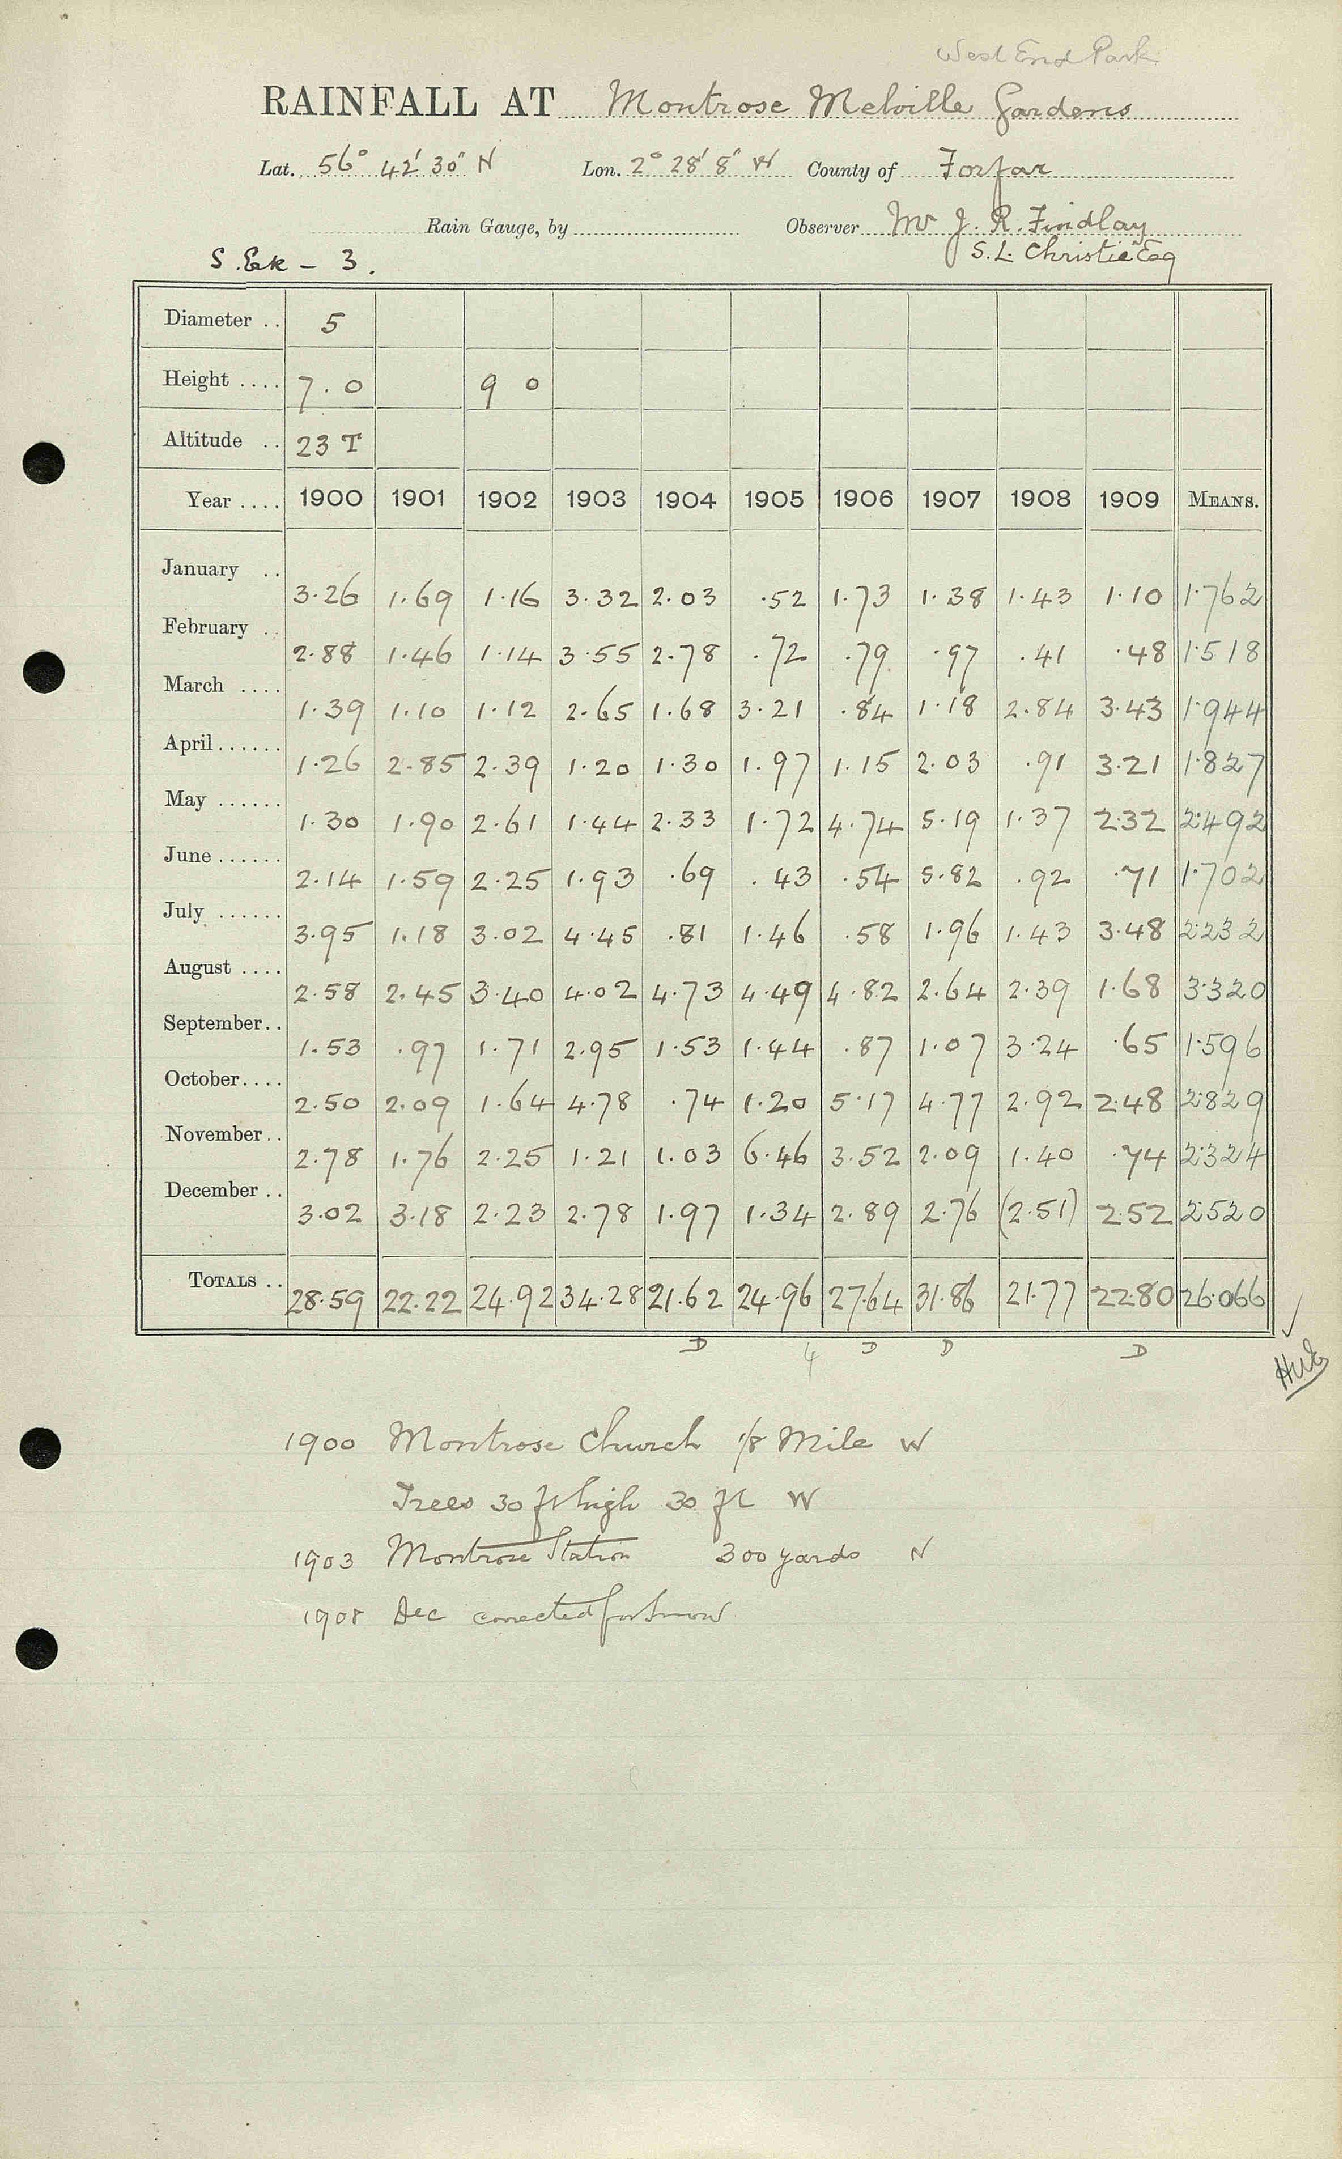 West End Park
RAINFALL AT Montrose Melville Gardens
Lat. 56° 42' 30" N Lon. 2° 28' 8" W County of Forfar
Rain Gauge, by Observer Mr J. R. Findlay
S. Esk - 3. S. L. Christie Esq
Diameter .. 5
Height .... 7.0 9 0
Altitude .. 23 T
Year .... 1900 1901 1902 1903 1904 1905 1906 1907 1908 1909 MEANS.
January .. 3.26 1.69 1.16 3.32 2.03 .52 1.73 1.38 1.43 1.10 1.762
February .. 2.88 1.46 1.14 3.55 2.78 .72 .79 .97 .41 .48 1.518
March .... 1.39 1.10 1.12 2.65 1.68 3.21 .84 1.18 2.84 3.43 1.944
April ...... 1.26 2.85 2.39 1.20 1.30 1.97 1.15 2.03 .91 3.21 1.827
May ...... 1.30 1.90 2.61 1.44 2.33 1.72 4.74 5.19 1.37 2.32 2.492
June ...... 2.14 1.59 2.25 1.93 .69 .43 .54 5.82 .92 .71 1.702
July ...... 3.95 1.18 3.02 4.45 .81 1.46 .58 1.96 1.43 3.48 2.232
August .... 2.58 2.45 3.40 4.02 4.73 4.49 4.82 2.64 2.39 1.68 3.320
September .. 1.53 .97 1.71 2.95 1.53 1.44 .87 1.07 3.24 .65 1.596
October .... 2.50 2.09 1.64 4.78 .74 1.20 5.17 4.77 2.92 2.48 2.829
November .. 2.78 1.76 2.25 1.21 1.03 6.46 3.52 2.09 1.40 .74 2.324
December .. 3.02 3.18 2.23 2.78 1.97 1.34 2.89 2.76 (2.51) 2.52 2.520
TOTALS .. 28.59 22.22 24.92 34.28 21.62 24.96 27.64 31.86 21.77 22.80 26.066
D 4 D D D
1900 Montrose Church 1/8 Mile W
Trees 30 ft high 30 ft W
1903 Montrose Station 300 yards N
1908 Dec corrected for Snow